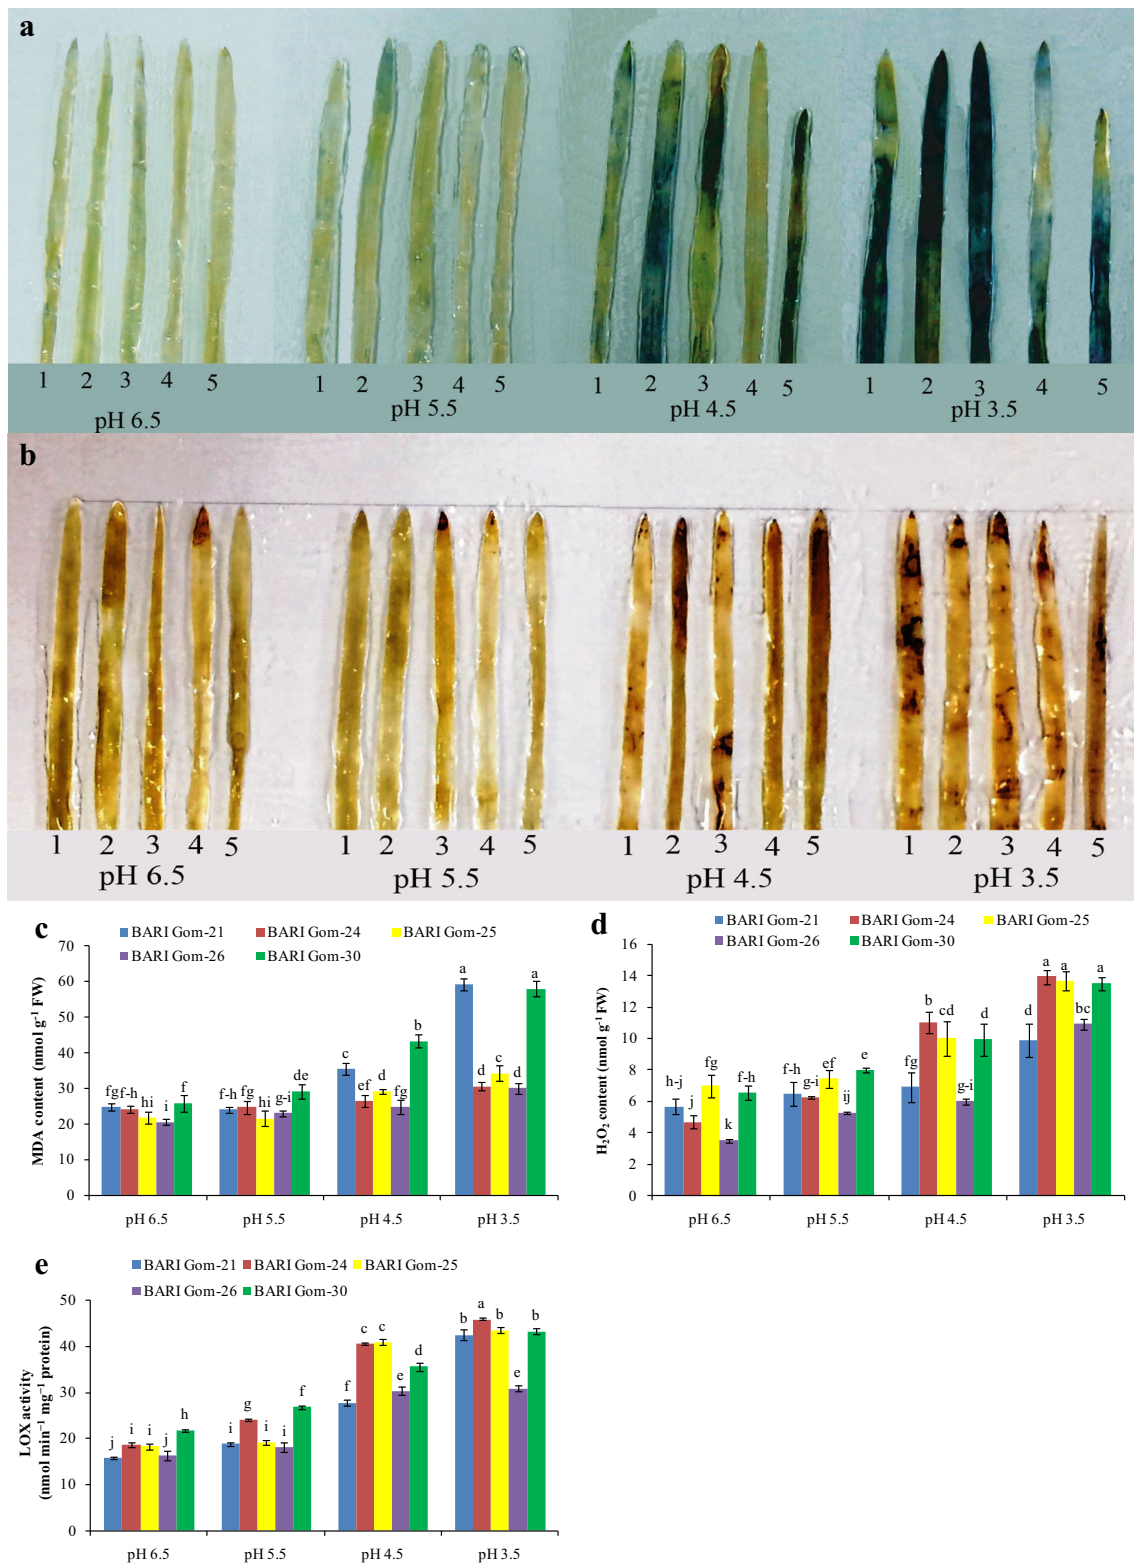 a
1 2 3 4 5 1 2 3 4 5 1 2 3 4 5 1 2 3 4 5
pH 6.5 pH 5.5 pH 4.5 pH 3.5
b
1 2 3 4 5 1 2 3 4 5 1 2 3 4 5 1 2 3 4 5
pH 6.5 pH 5.5 pH 4.5 pH 3.5
c
BARI Gom-21 BARI Gom-24 BARI Gom-25
BARI Gom-26 BARI Gom-30
MDA content (nmol g⁻¹ FW)
70
60
50
40
30
20
10
0
fg f-h hi i f
f-h fg hi g-i de
c ef d fg b
a d c d a
pH 6.5 pH 5.5 pH 4.5 pH 3.5
d
BARI Gom-21 BARI Gom-24 BARI Gom-25
BARI Gom-26 BARI Gom-30
H₂O₂ content (nmol g⁻¹ FW)
16
14
12
10
8
6
4
2
0
h-j j fg k f-h
f-h g-i ef ij e
fg b cd g-i d
d a a bc a
pH 6.5 pH 5.5 pH 4.5 pH 3.5
e
BARI Gom-21 BARI Gom-24 BARI Gom-25
BARI Gom-26 BARI Gom-30
LOX activity
(nmol min⁻¹ mg⁻¹ protein)
50
40
30
20
10
0
j i i j h
i g i i f
f c c e d
b a b e b
pH 6.5 pH 5.5 pH 4.5 pH 3.5